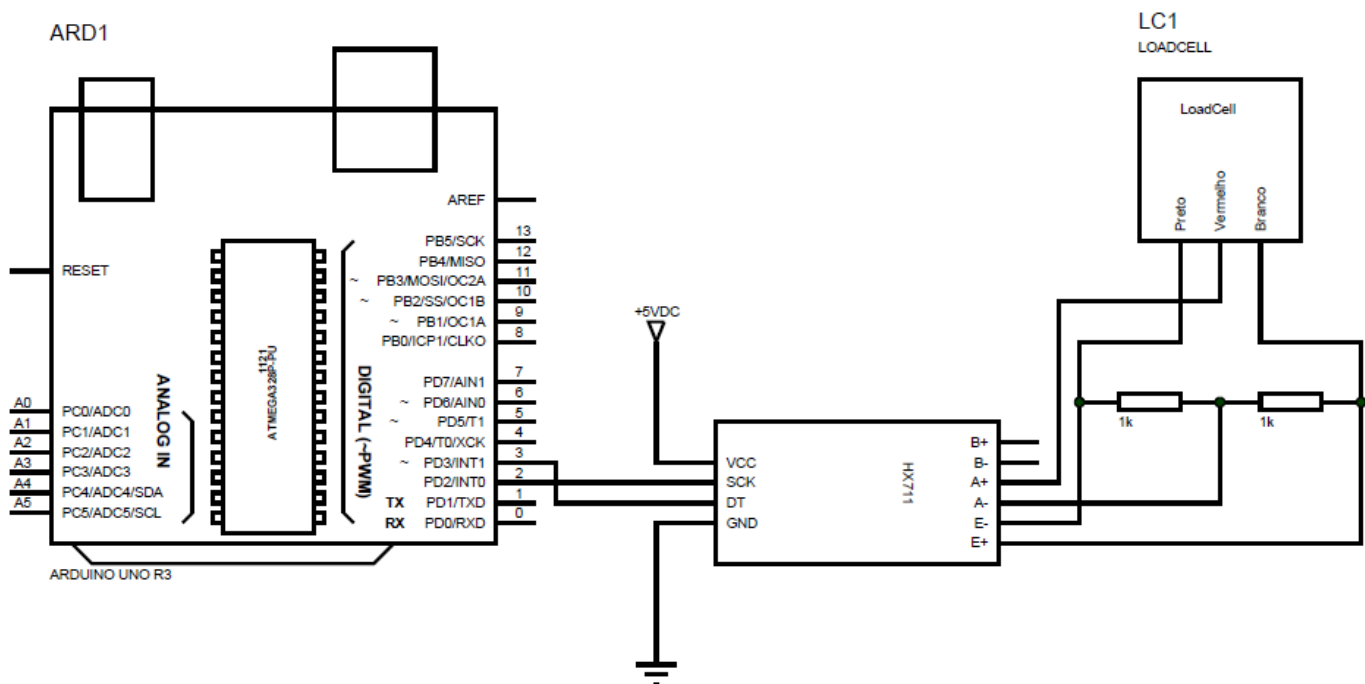 ARD1
AREF
RESET
13
PB5/SCK
12
PB4/MISO
11
~ PB3/MOSI/OC2A
10
~ PB2/SS/OC1B
9
~ PB1/OC1A
8
PB0/ICP1/CLKO
7
PD7/AIN1
6
~ PD6/AIN0
5
~ PD5/T1
4
PD4/T0/XCK
3
~ PD3/INT1
2
PD2/INT0
1
TX PD1/TXD
0
RX PD0/RXD
1121
ATMEGA328P-PU
DIGITAL (~PWM)
ANALOG IN
A0 PC0/ADC0
A1 PC1/ADC1
A2 PC2/ADC2
A3 PC3/ADC3
A4 PC4/ADC4/SDA
A5 PC5/ADC5/SCL
ARDUINO UNO R3
+5VDC
VCC
SCK
DT
GND
HX711
B+
B-
A+
A-
E-
E+
LC1
LOADCELL
LoadCell
Preto
Vermelho
Branco
1k
1k